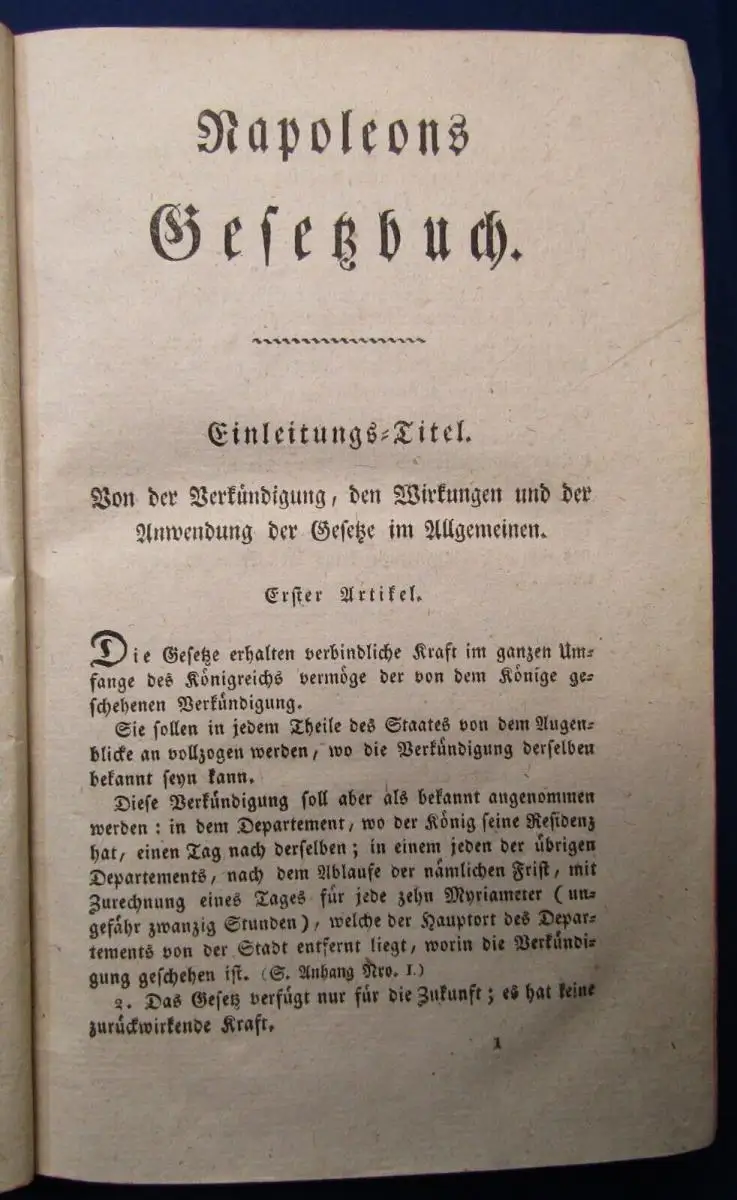 Napoleons
Gesetzbuch.
Einleitungs-Titel.
Von der Verkündigung, den Wirkungen und der
Anwendung der Gesetze im Allgemeinen.
Erster Artikel.
Die Gesetze erhalten verbindliche Kraft im ganzen Um-
fange des Königreichs vermöge der von dem Könige ge-
schehenen Verkündigung.
Sie sollen in jedem Theile des Staates von dem Augen-
blicke an vollzogen werden, wo die Verkündigung derselben
bekannt seyn kann.
Diese Verkündigung soll aber als bekannt angenommen
werden: in dem Departement, wo der König seine Residenz
hat, einen Tag nach derselben; in einem jeden der übrigen
Departements, nach dem Ablaufe der nämlichen Frist, mit
Zurechnung eines Tages für jede zehn Myriameter (un-
gefähr zwanzig Stunden), welche der Hauptort des Depar-
tements von der Stadt entfernt liegt, worin die Verkündi-
gung geschehen ist. (S. Anhang Nro. I.)
2. Das Gesetz verfügt nur für die Zukunft; es hat keine
zurückwirkende Kraft.
1